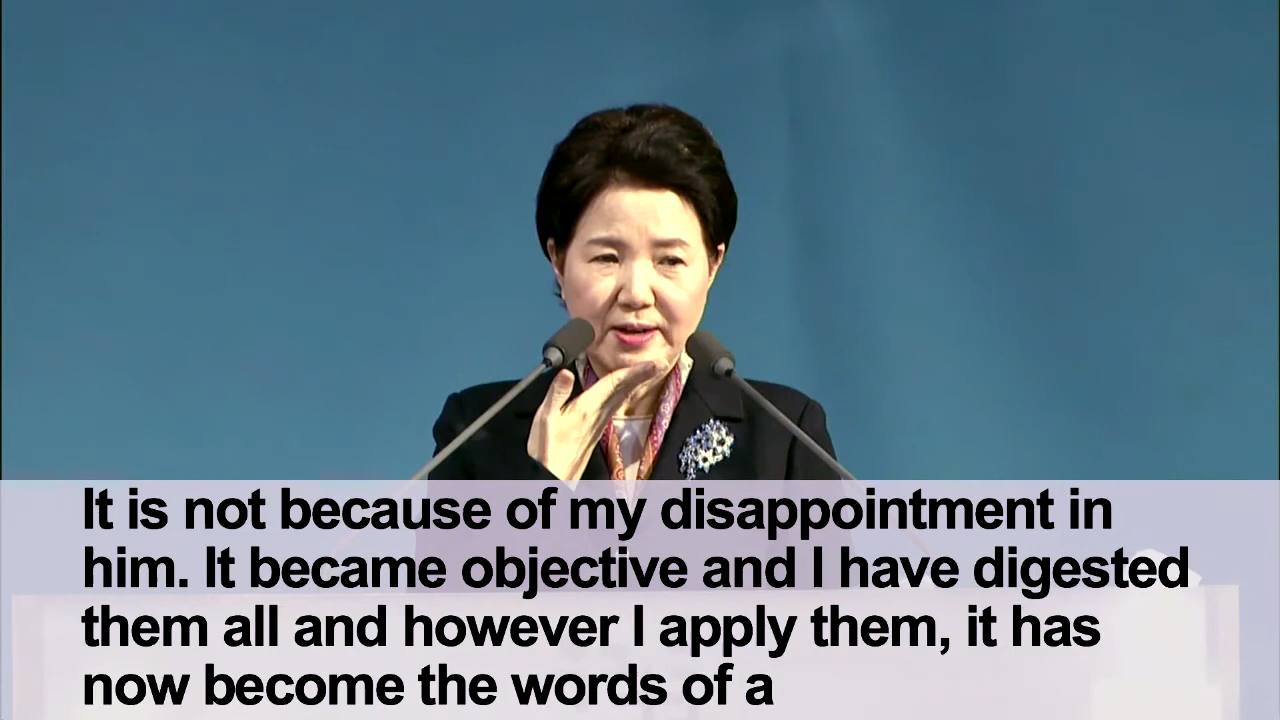 It is not because of my disappointment in
him. It became objective and I have digested
them all and however I apply them, it has
now become the words of a